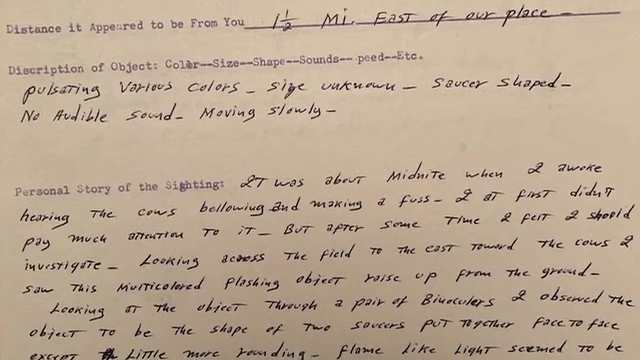 Distance it Appeared to be From You 1½ Mi. East of our place –
Discription of Object: Color--Size--Shape--Sounds--peed--Etc.
pulsating various colors – size unknown – saucer shaped –
No Audible sound – Moving slowly –
Personal Story of the Sighting: It was about Midnite when I awoke
hearing the cows bellowing and making a fuss – I at first didn't
pay much attention to it – But after some time I felt I should
investigate – Looking across the field to the east toward the cows I
saw this multicolored flashing object raise up from the ground –
Looking at the object through a pair of Binoculers I observed the
object to be the shape of two saucers put together face to face
except little more rounding – flame like light seemed to be